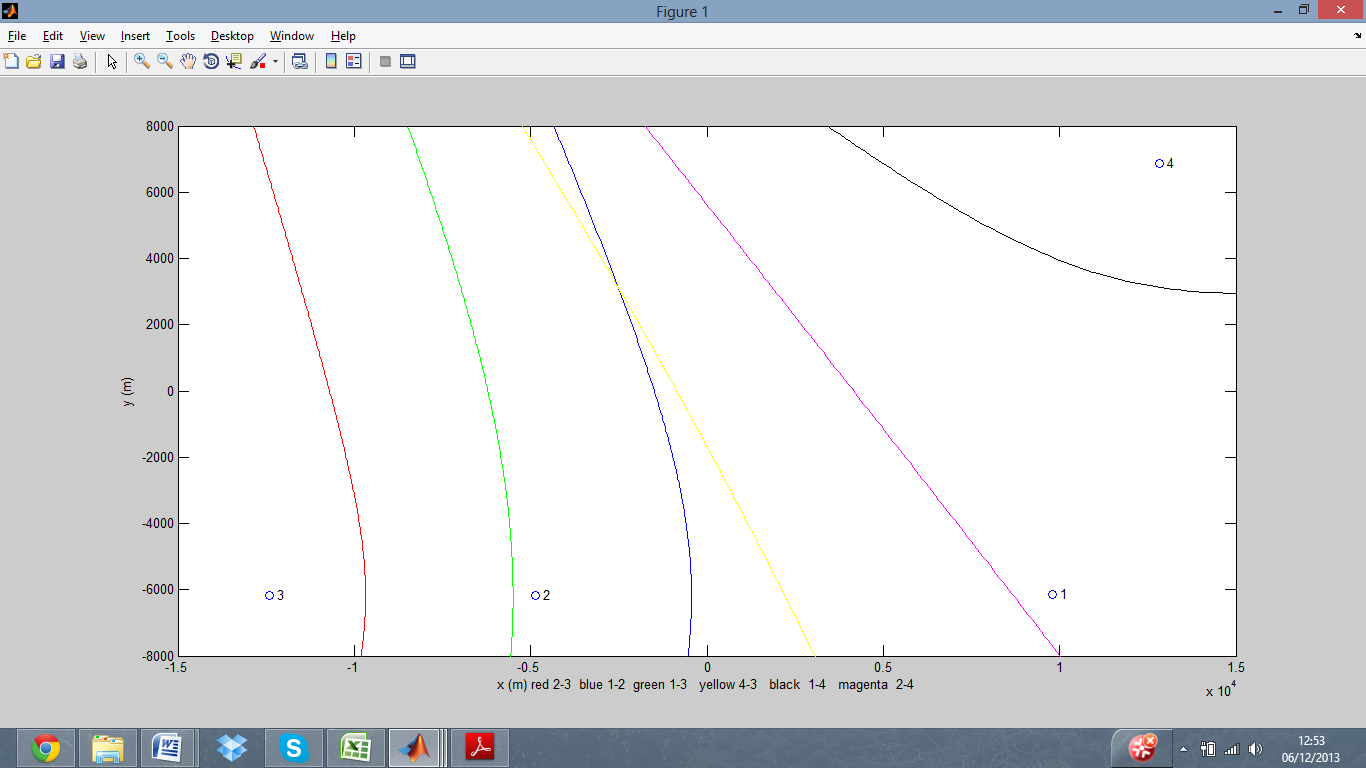 Figure 1
File Edit View Insert Tools Desktop Window Help
8000
6000
4000
2000
0
-2000
-4000
-6000
-8000
y (m)
4
3
2
1
-1.5 -1 -0.5 0 0.5 1 1.5
x (m) red 2-3 blue 1-2 green 1-3 yellow 4-3 black 1-4 magenta 2-4
x 10⁴
12:53
06/12/2013